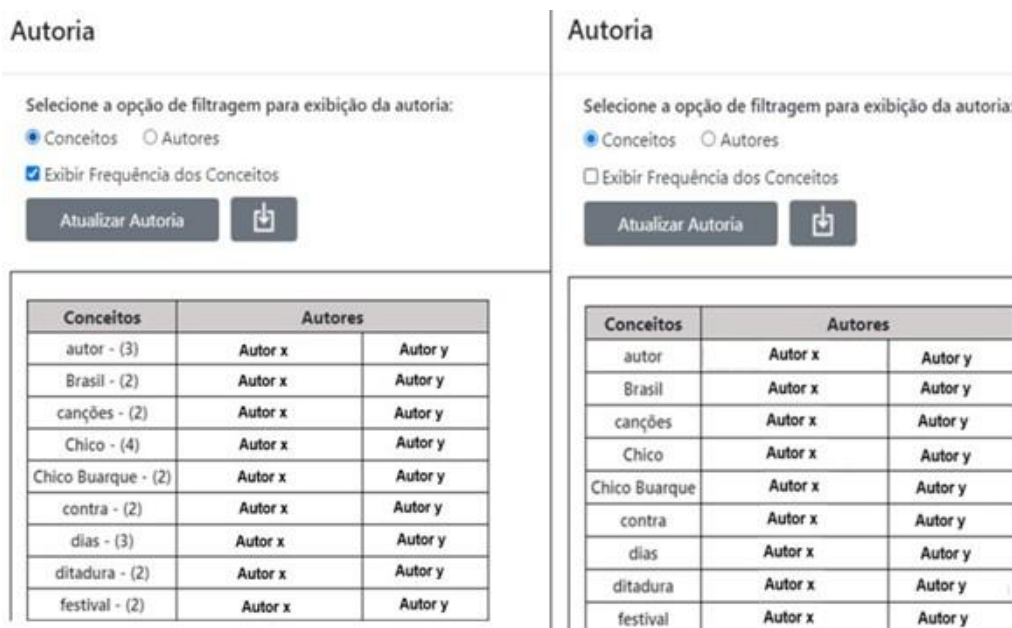 Autoria
Selecione a opção de filtragem para exibição da autoria:
Conceitos Autores
Exibir Frequência dos Conceitos
Atualizar Autoria
Conceitos Autores
autor - (3) Autor x Autor y
Brasil - (2) Autor x Autor y
canções - (2) Autor x Autor y
Chico - (4) Autor x Autor y
Chico Buarque - (2) Autor x Autor y
contra - (2) Autor x Autor y
dias - (3) Autor x Autor y
ditadura - (2) Autor x Autor y
festival - (2) Autor x Autor y
Autoria
Selecione a opção de filtragem para exibição da autoria:
Conceitos Autores
Exibir Frequência dos Conceitos
Atualizar Autoria
Conceitos Autores
autor Autor x Autor y
Brasil Autor x Autor y
canções Autor x Autor y
Chico Autor x Autor y
Chico Buarque Autor x Autor y
contra Autor x Autor y
dias Autor x Autor y
ditadura Autor x Autor y
festival Autor x Autor y